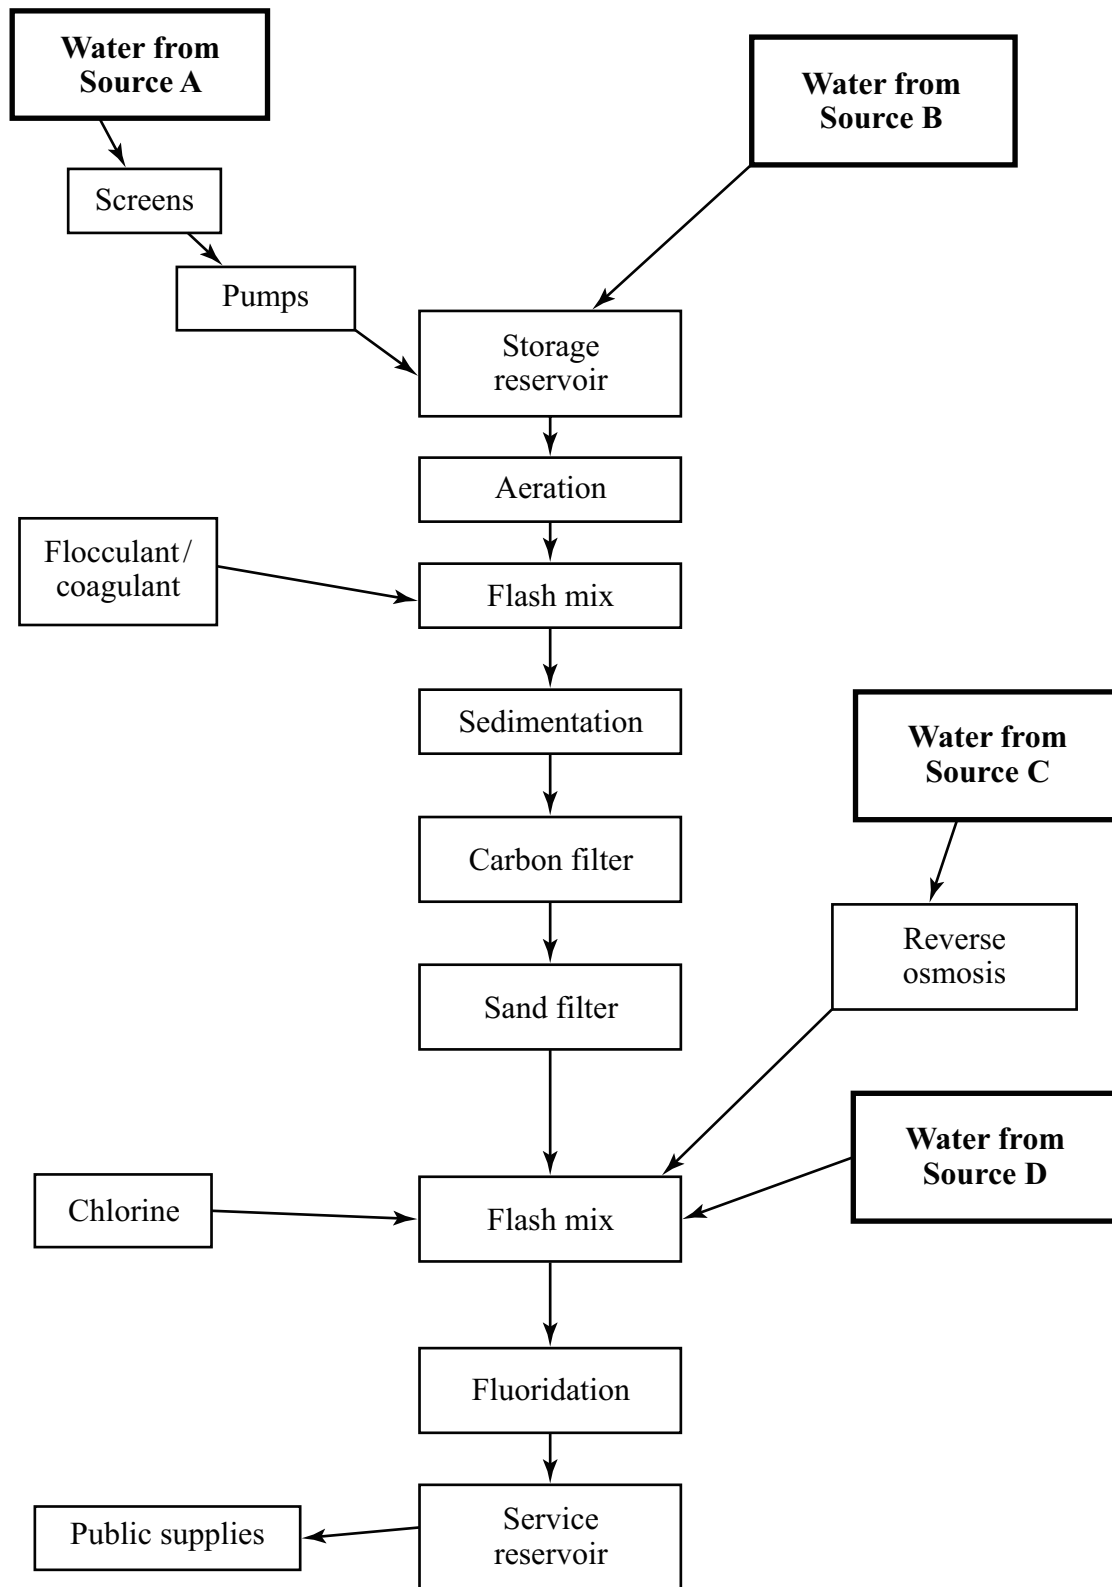 Water from
Source A
Water from
Source B
Screens
Pumps
Storage
reservoir
Aeration
Flocculant/
coagulant
Flash mix
Sedimentation
Water from
Source C
Carbon filter
Reverse
osmosis
Sand filter
Water from
Source D
Chlorine
Flash mix
Fluoridation
Service
reservoir
Public supplies